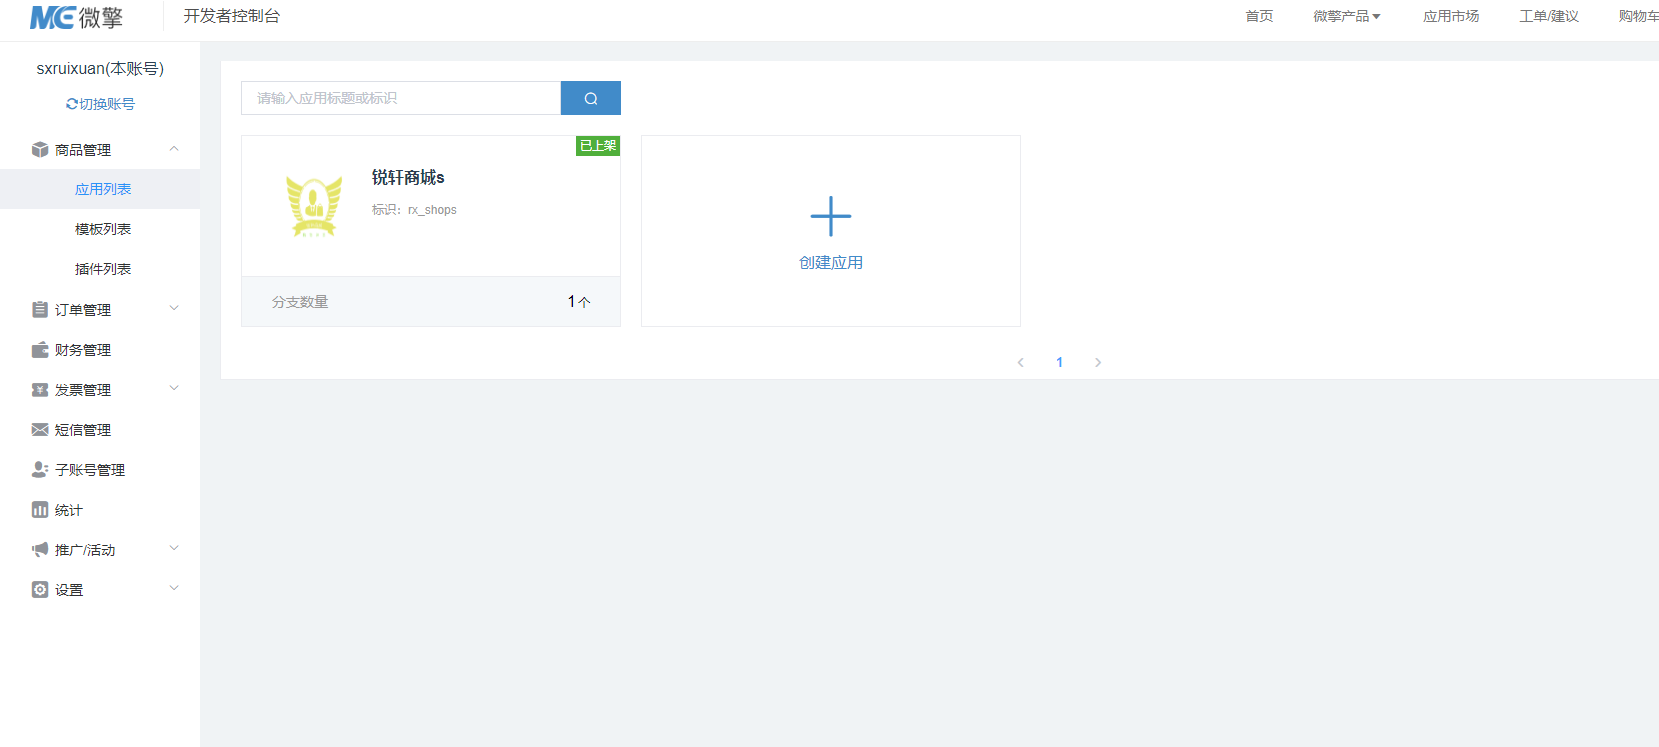 微擎
开发者控制台
首页
微擎产品
应用市场
工单/建议
购物车
sxruixuan(本账号)
切换账号
商品管理
应用列表
模板列表
插件列表
订单管理
财务管理
发票管理
短信管理
子账号管理
统计
推广/活动
设置
请输入应用标题或标识
已上架
锐轩商城s
标识：rx_shops
分支数量
1个
创建应用
1